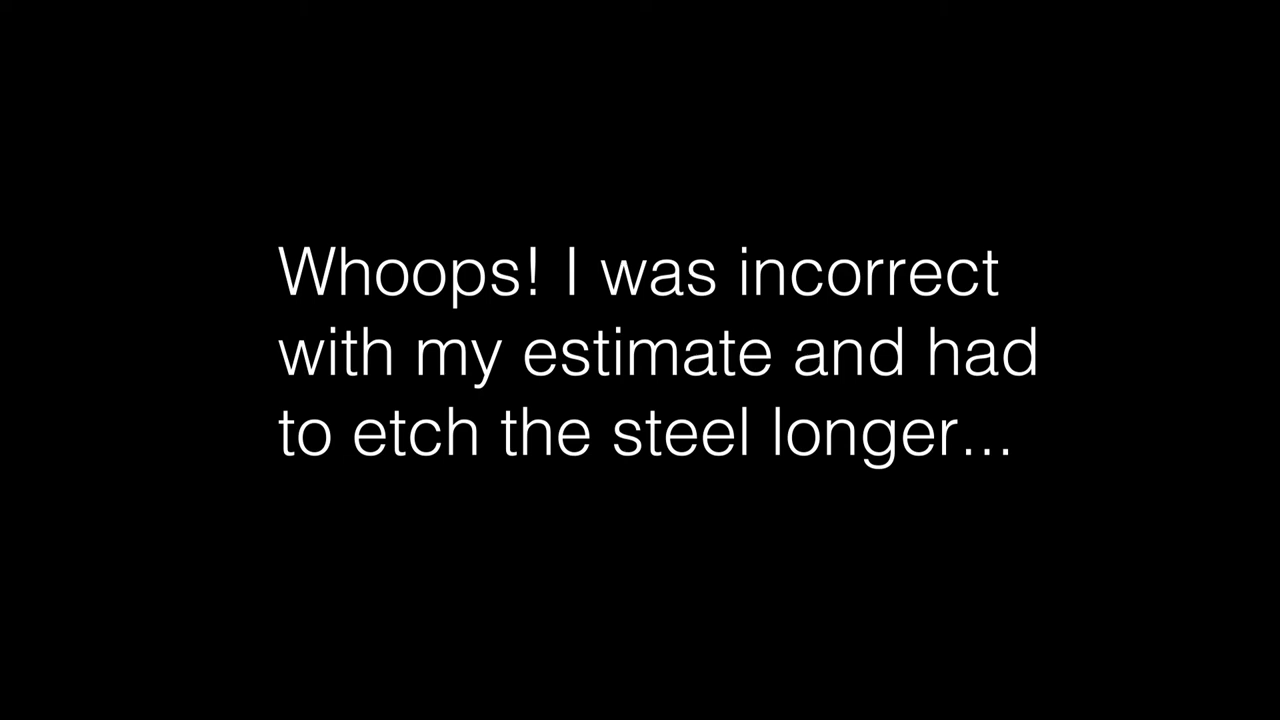 Whoops! I was incorrect
with my estimate and had
to etch the steel longer...